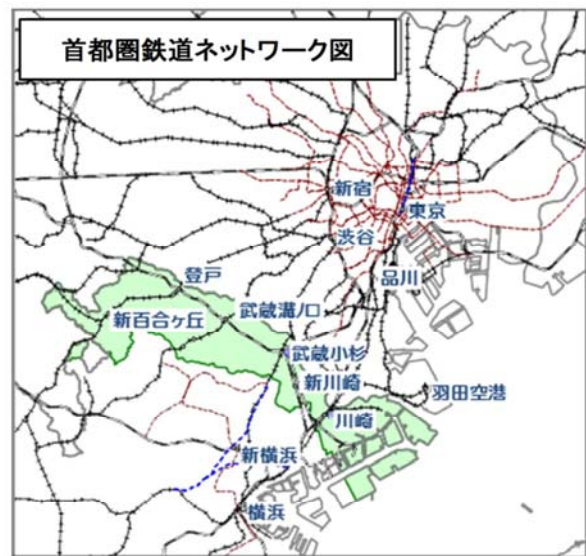 首都圏鉄道ネットワーク図
新宿
東京
渋谷
品川
登戸
武蔵溝ノ口
新百合ヶ丘
武蔵小杉
新川崎
羽田空港
川崎
新横浜
横浜